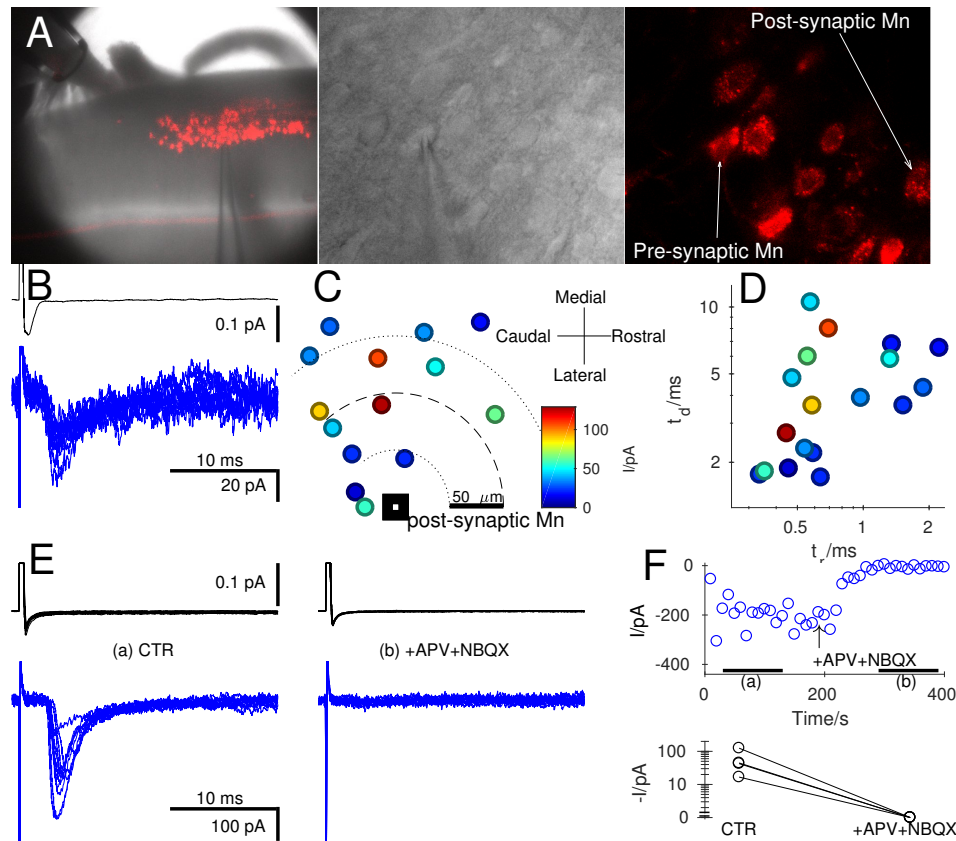 A
Post-synaptic Mn
Pre-synaptic Mn
B
0.1 pA
10 ms
20 pA
C
Medial
Caudal
Rostral
Lateral
I/pA
100
50
0
50 μm
post-synaptic Mn
D
t_d/ms
10
5
2
0.5
1
2
t_r/ms
E
0.1 pA
(a) CTR
(b) +APV+NBQX
10 ms
100 pA
F
I/pA
0
-200
-400
+APV+NBQX
(a)
(b)
0
200
400
Time/s
-I/pA
100
10
0
CTR
+APV+NBQX